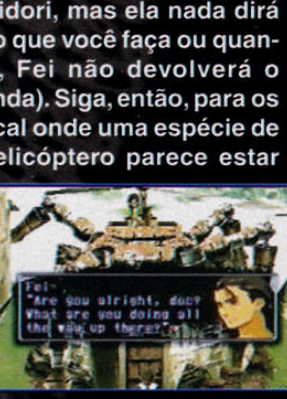 idori, mas ela nada dirá
o que você faça ou quan-
, Fei não devolverá o
nda). Siga, então, para os
cal onde uma espécie de
elicóptero parece estar
Fei
"Are you alright, doc?
What are you doing all
the way up there?"